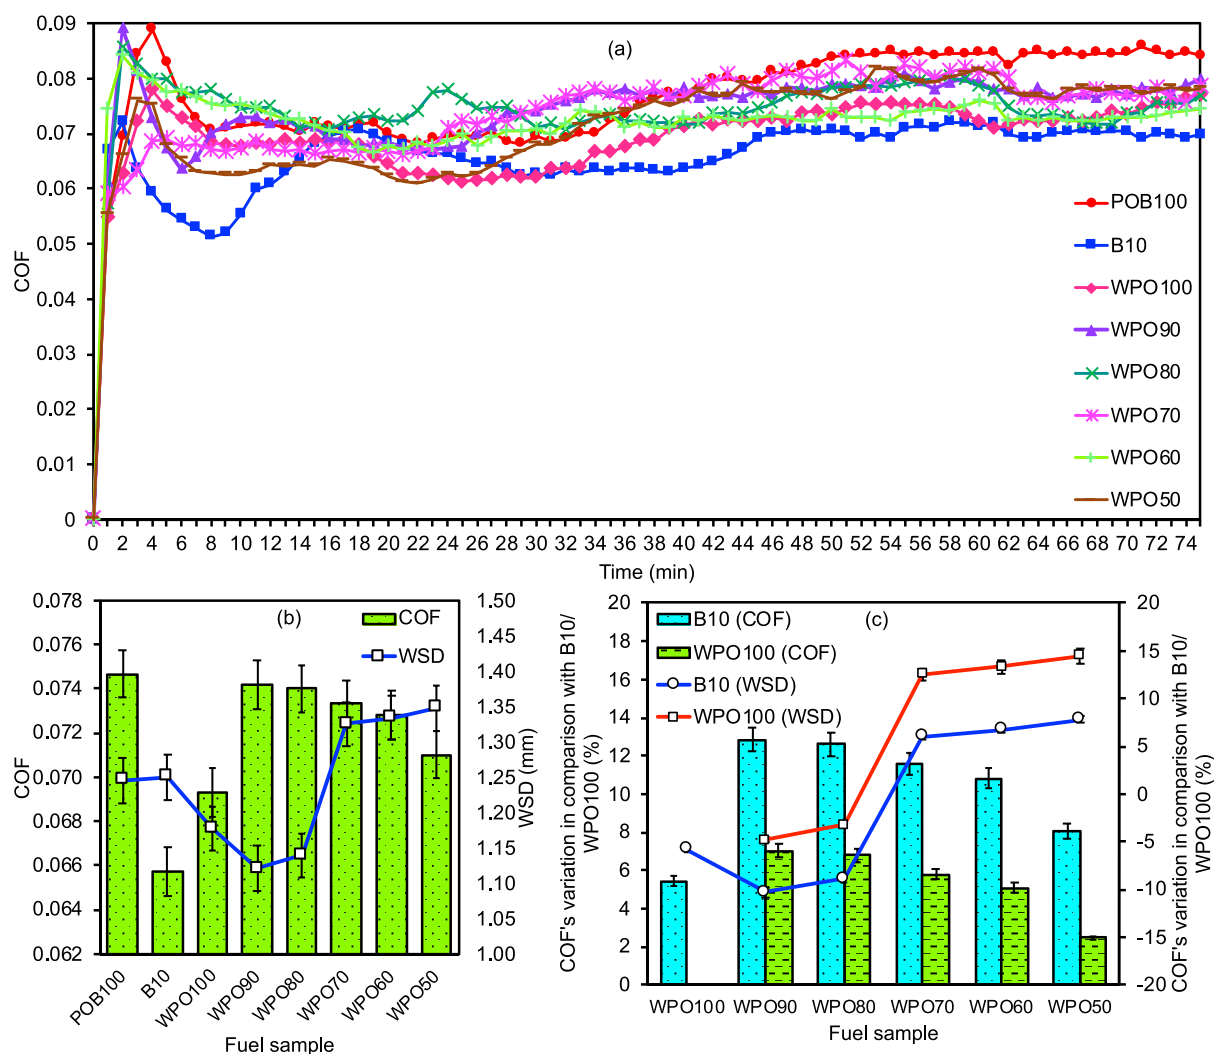 0.09
0.08
0.07
0.06
0.05
0.04
0.03
0.02
0.01
0
COF
(a)
POB100
B10
WPO100
WPO90
WPO80
WPO70
WPO60
WPO50
0 2 4 6 8 10 12 14 16 18 20 22 24 26 28 30 32 34 36 38 40 42 44 46 48 50 52 54 56 58 60 62 64 66 68 70 72 74
Time (min)
0.078
0.076
0.074
0.072
0.070
0.068
0.066
0.064
0.062
COF
(b)
COF
WSD
1.50
1.45
1.40
1.35
1.30
1.25
1.20
1.15
1.10
1.05
1.00
WSD (mm)
POB100
B10
WPO100
WPO90
WPO80
WPO70
WPO60
WPO50
Fuel sample
COF's variation in comparison with B10/
WPO100 (%)
20
18
16
14
12
10
8
6
4
2
0
B10 (COF)
WPO100 (COF)
B10 (WSD)
WPO100 (WSD)
(c)
20
15
10
5
0
-5
-10
-15
-20
COF's variation in comparison with B10/
WPO100 (%)
WPO100 WPO90 WPO80 WPO70 WPO60 WPO50
Fuel sample